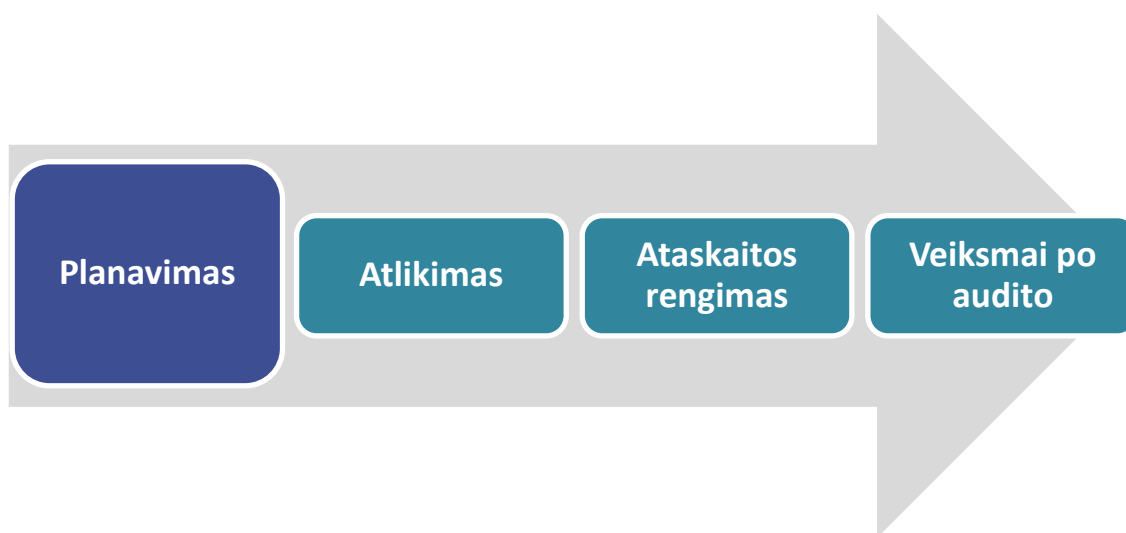 Planavimas
Atlikimas
Ataskaitos
rengimas
Veiksmai po
audito